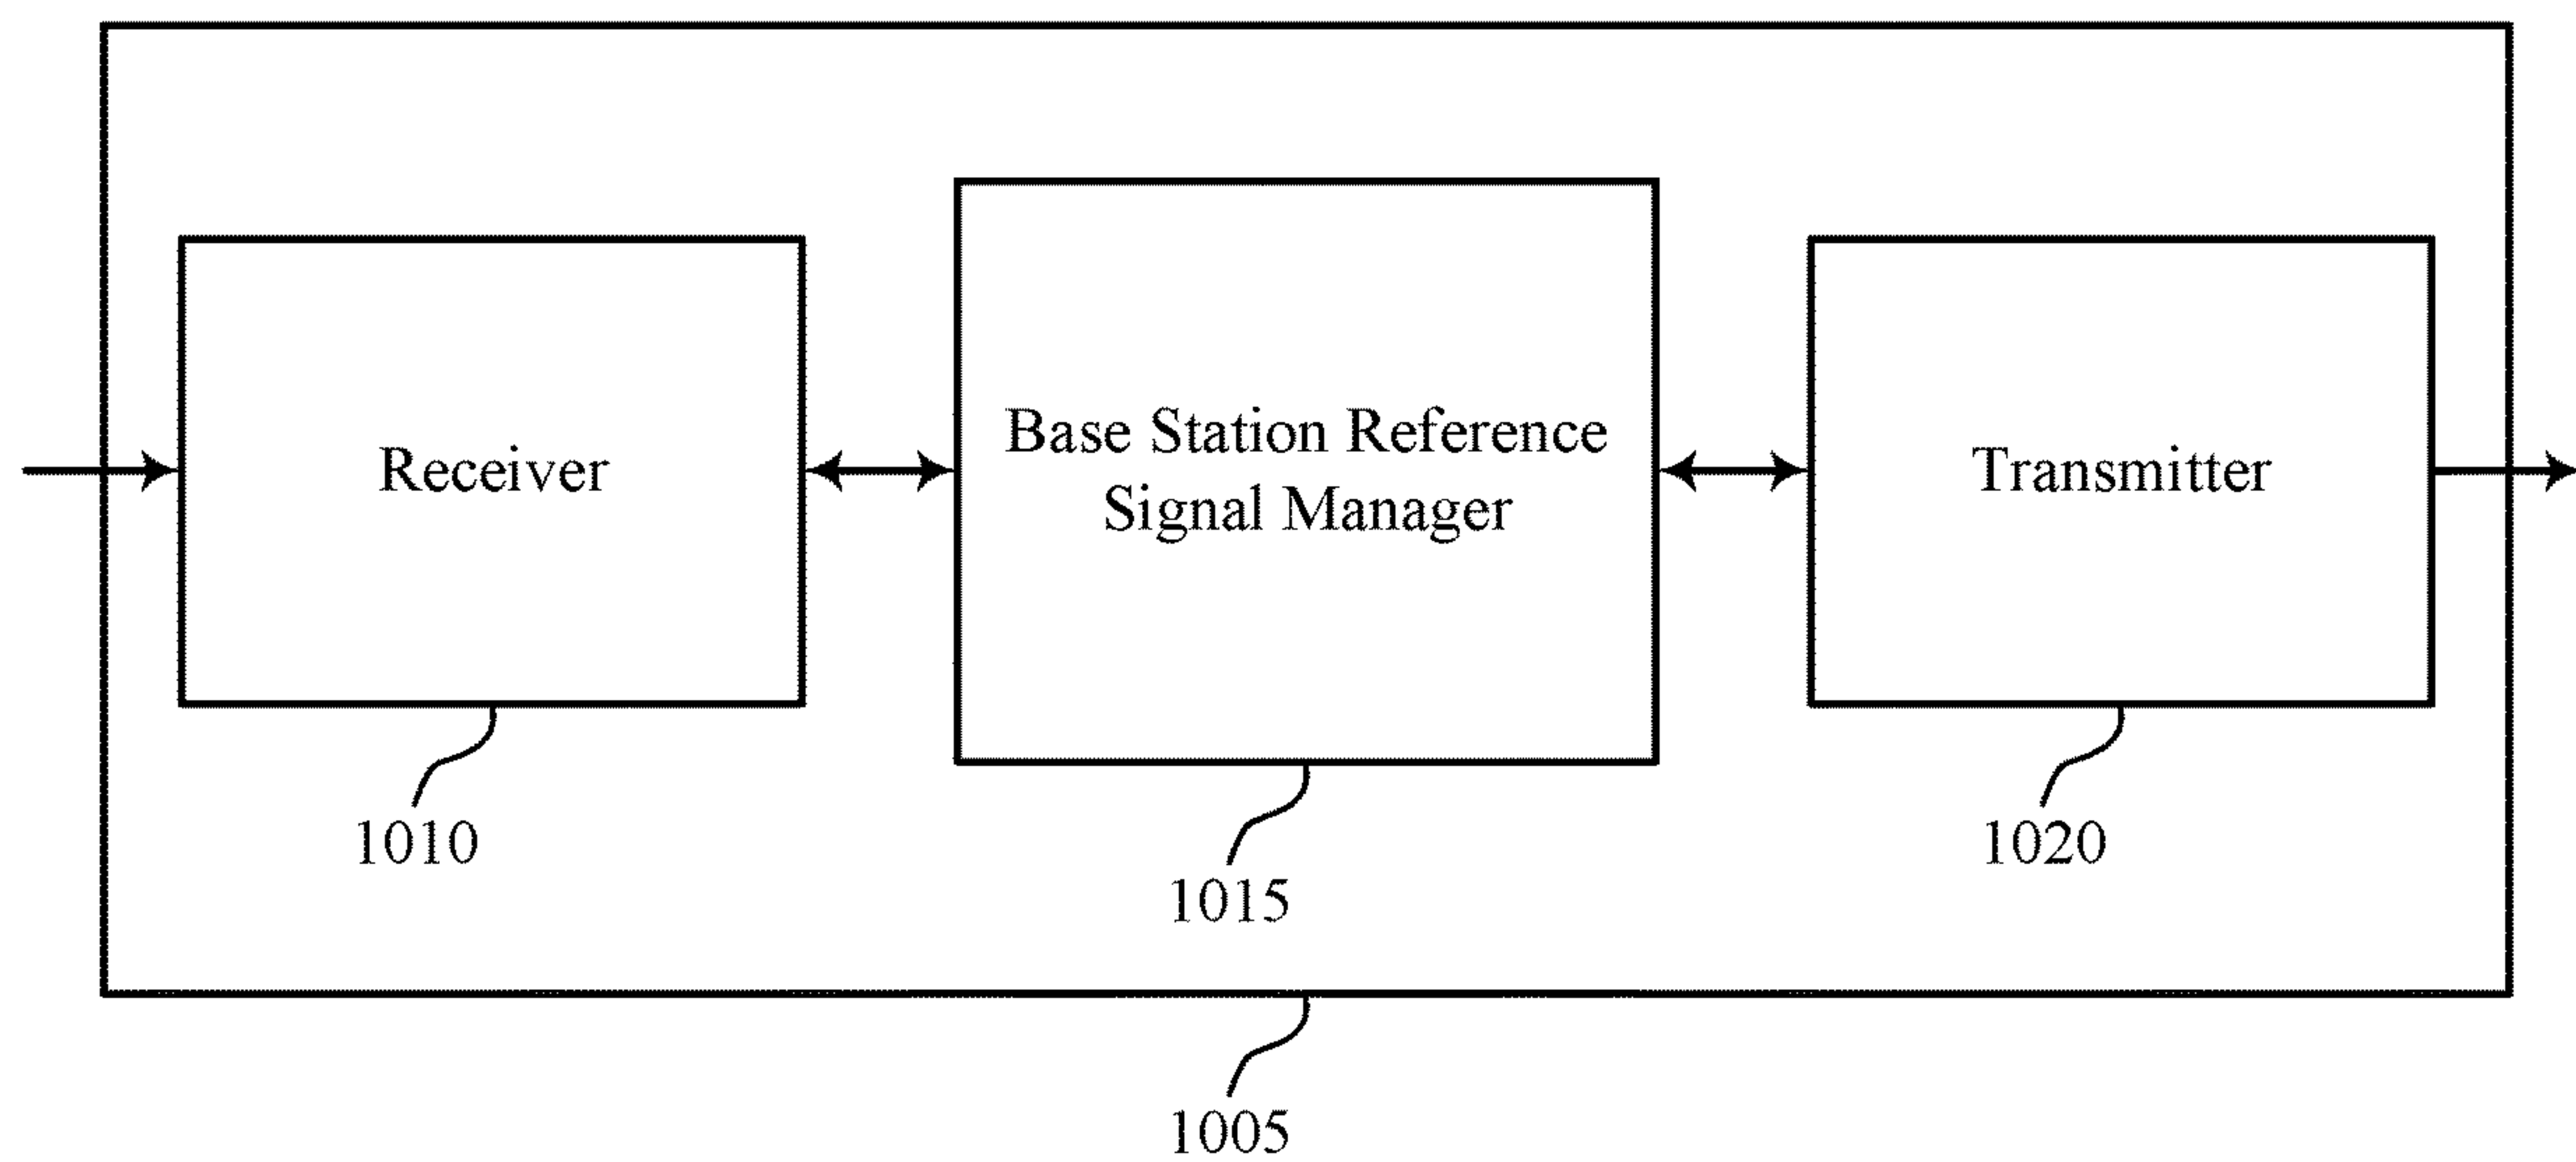 Receiver
Base Station Reference
Signal Manager
Transmitter
1010
1015
1020
1005